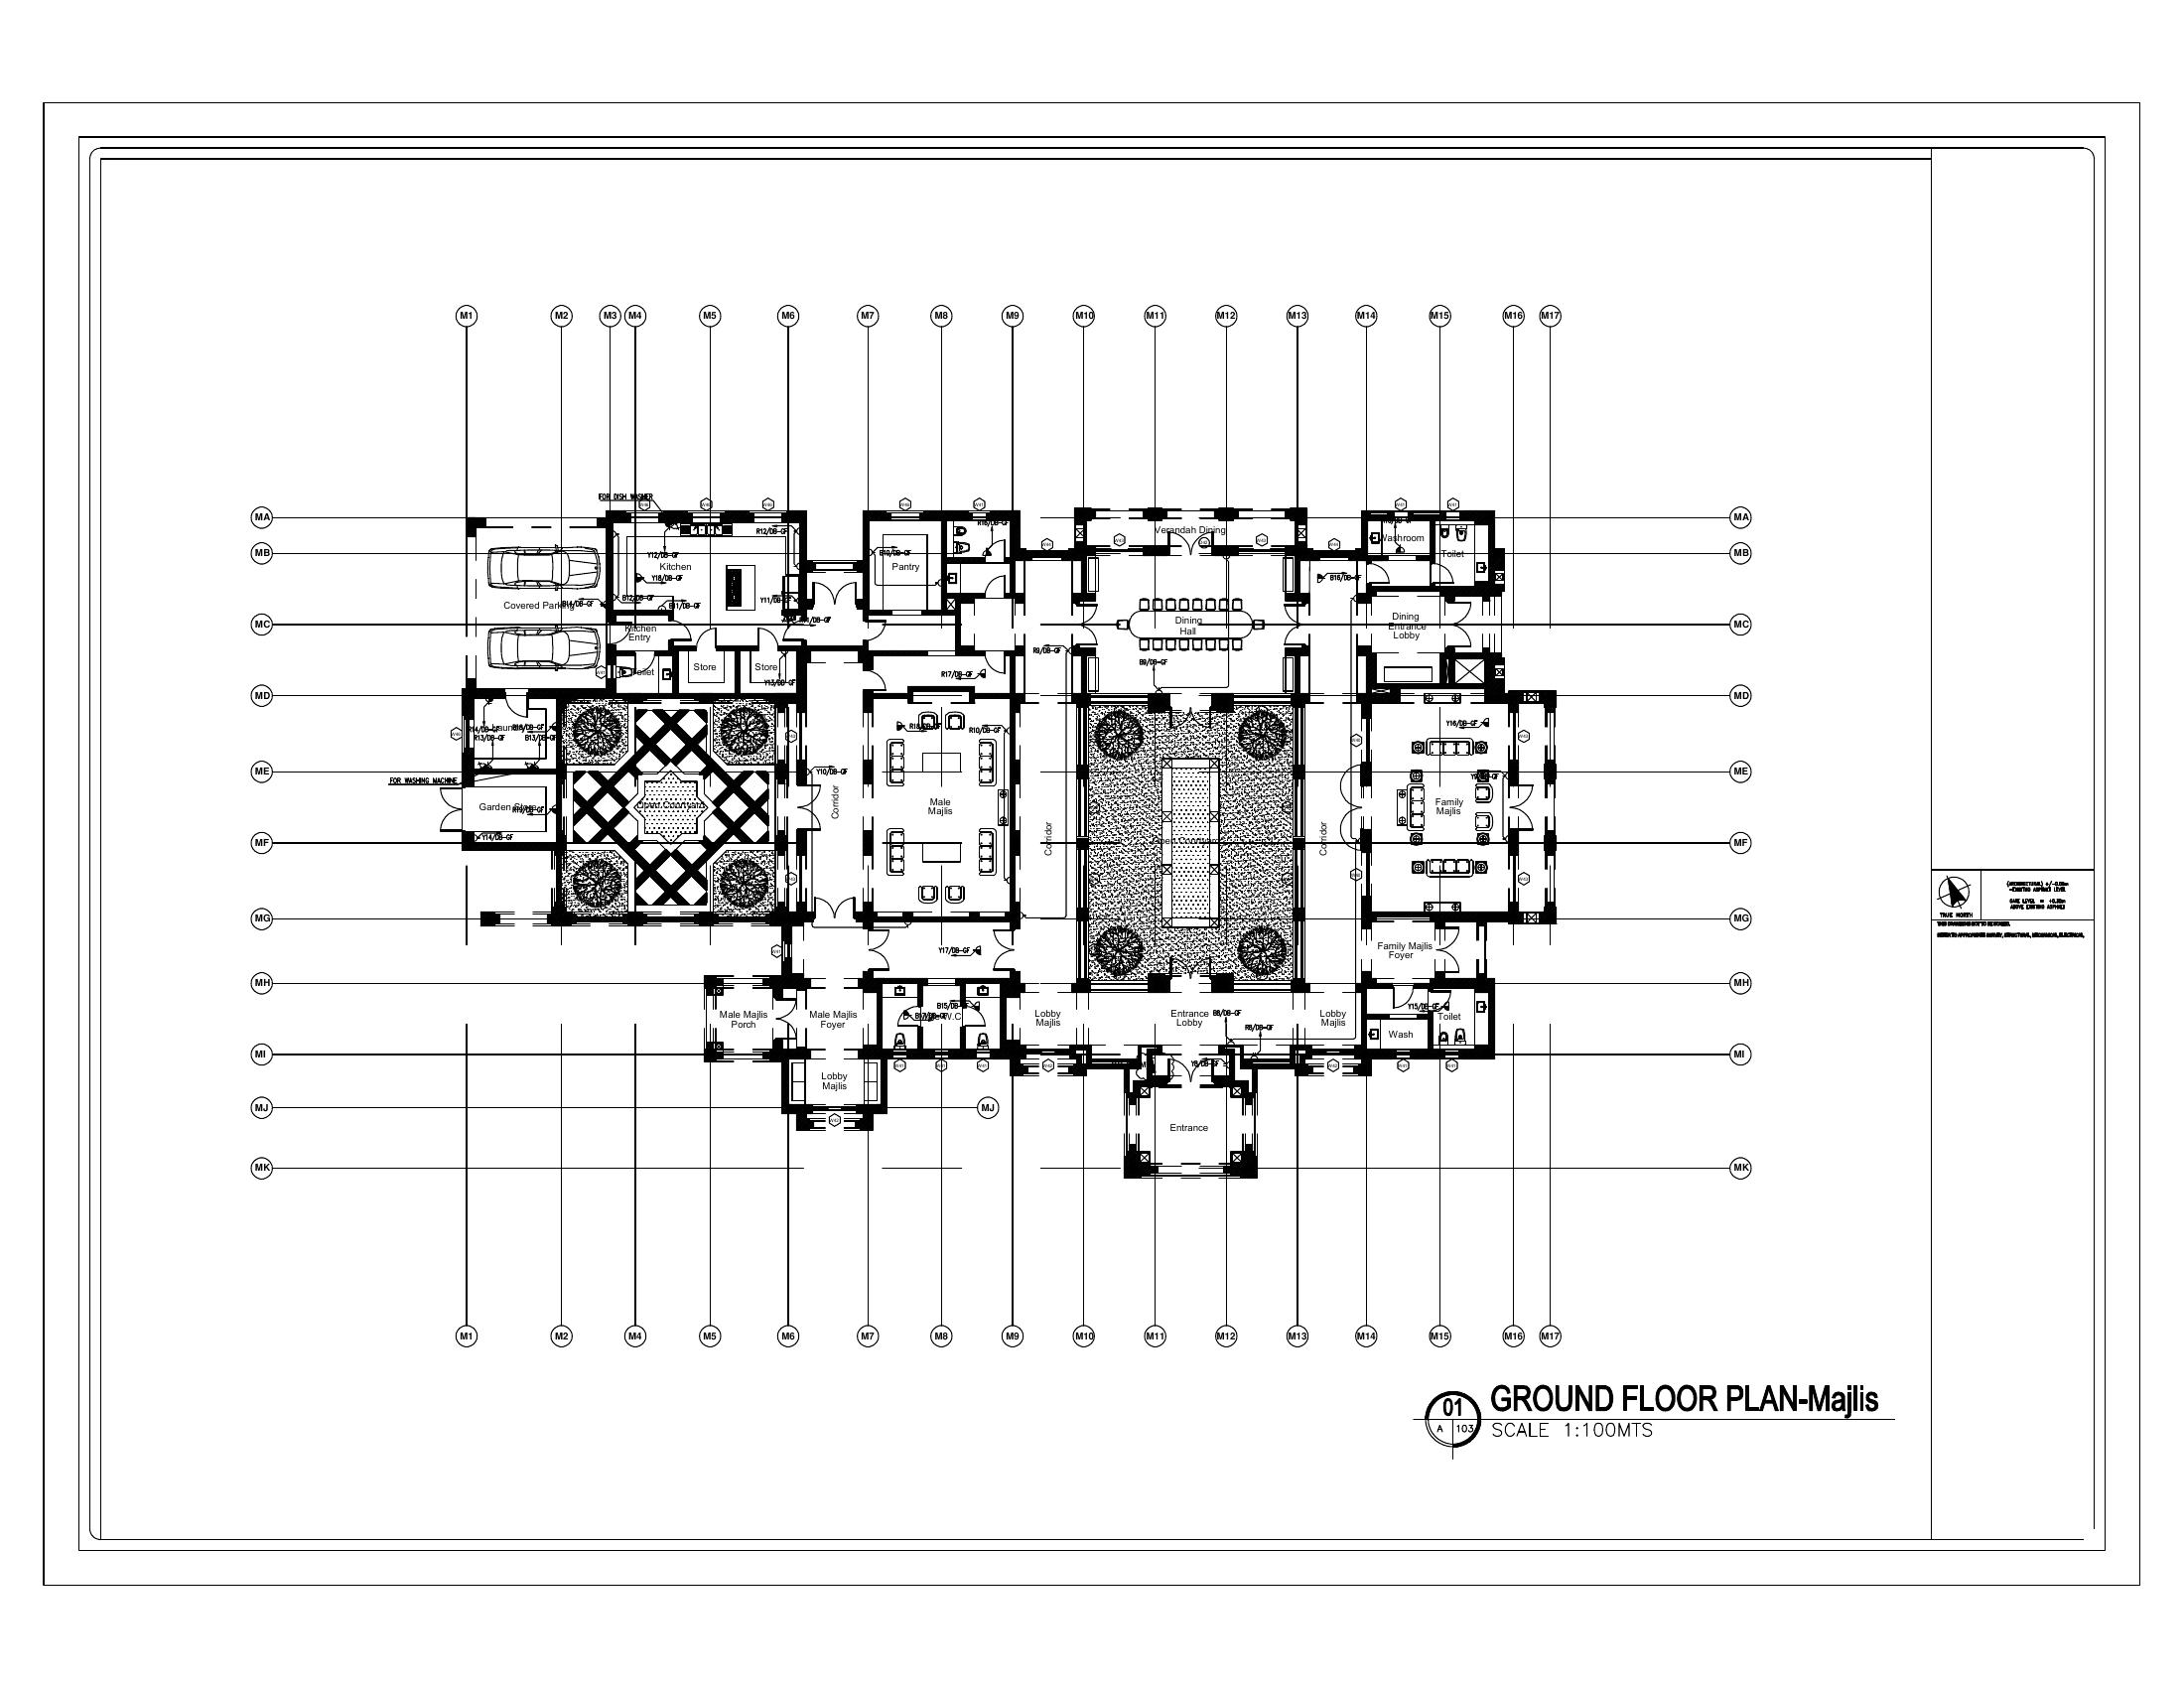 M1 M2 M3 M4 M5 M6 M7 M8 M9 M10 M11 M12 M13 M14 M15 M16 M17
FOR DISH WASHER
MA MA
R12/DB-GF
Verandah Dining
Washroom
MB MB
Y12/DB-GF
B10/DB-GF
Toilet
Kitchen
Pantry
Y18/DB-GF
B16/DB-GF
B12/DB-GF
Y11/DB-GF
Covered Parking
B14/DB-GF
B11/DB-GF
MC MC
Kitchen
Entry
Dining
Hall
Dining
Entrance
Lobby
R9/DB-GF
B9/DB-GF
Store
Store
Toilet
R17/DB-GF
Y13/DB-GF
MD MD
Y16/DB-GF
R10/DB-GF
R13/DB-GF
B13/DB-GF
ME ME
Y10/DB-GF
FOR WASHING MACHINE
Garden Store
Open Courtyard
Corridor
Male
Majlis
Family
Majlis
Y14/DB-GF
MF MF
Corridor
Corridor
MG MG
Y17/DB-GF
Family Majlis
Foyer
MH MH
B15/DB-GF
Y15/DB-GF
Male Majlis
Porch
Male Majlis
Foyer
Lobby
Majlis
Entrance
Lobby
B8/DB-GF
Lobby
Majlis
Toilet
R8/DB-GF
Wash
MI MI
Y8/DB-GF
Lobby
Majlis
MJ MJ
Entrance
MK MK
M1 M2 M4 M5 M6 M7 M8 M9 M10 M11 M12 M13 M14 M15 M16 M17
01
A 103
GROUND FLOOR PLAN-Majlis
SCALE 1:100MTS
TRUE NORTH